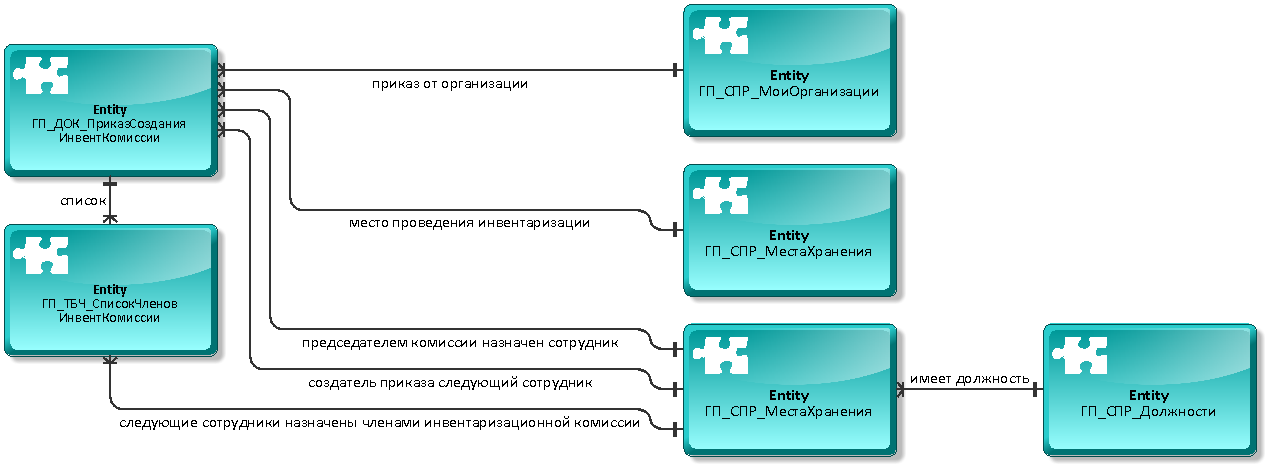 Entity
ГП_СПР_МоиОрганизации
Entity
ГП_ДОК_ПриказСоздания
ИнвентКомиссии
приказ от организации
список
место проведения инвентаризации
Entity
ГП_СПР_МестаХранения
Entity
ГП_ТБЧ_СписокЧленов
ИнвентКомиссии
председателем комиссии назначен сотрудник
создатель приказа следующий сотрудник
следующие сотрудники назначены членами инвентаризационной комиссии
Entity
ГП_СПР_МестаХранения
имеет должность
Entity
ГП_СПР_Должности